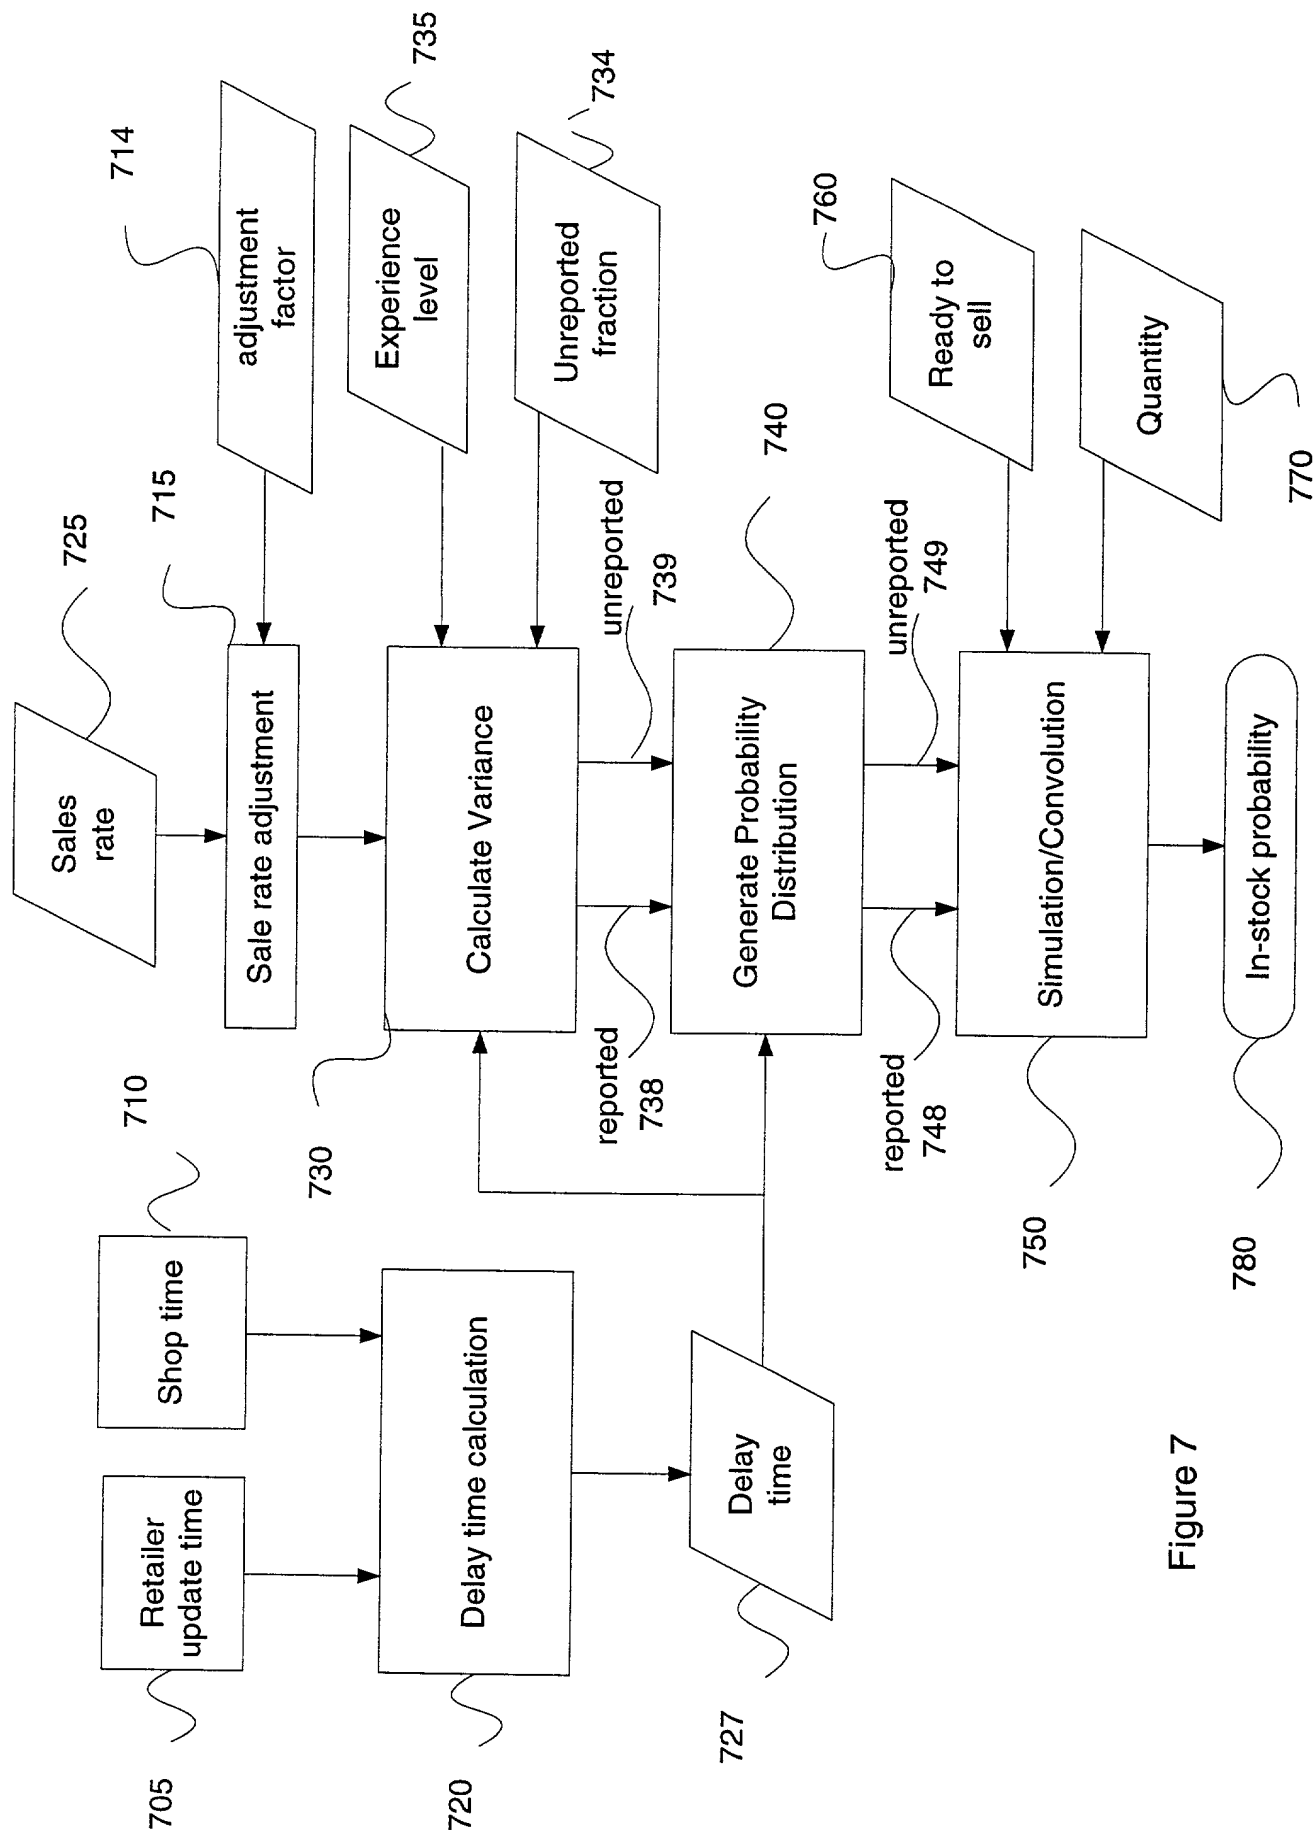 705
Retailer
update time
710
Shop time
720
Delay time calculation
727
Delay
time
725
Sales
rate
714
adjustment
factor
715
Sale rate adjustment
735
Experience
level
734
Unreported
fraction
730
Calculate Variance
reported
738
unreported
739
740
Generate Probability
Distribution
reported
748
unreported
749
760
Ready to
sell
770
Quantity
750
Simulation/Convolution
780
In-stock probability
Figure 7